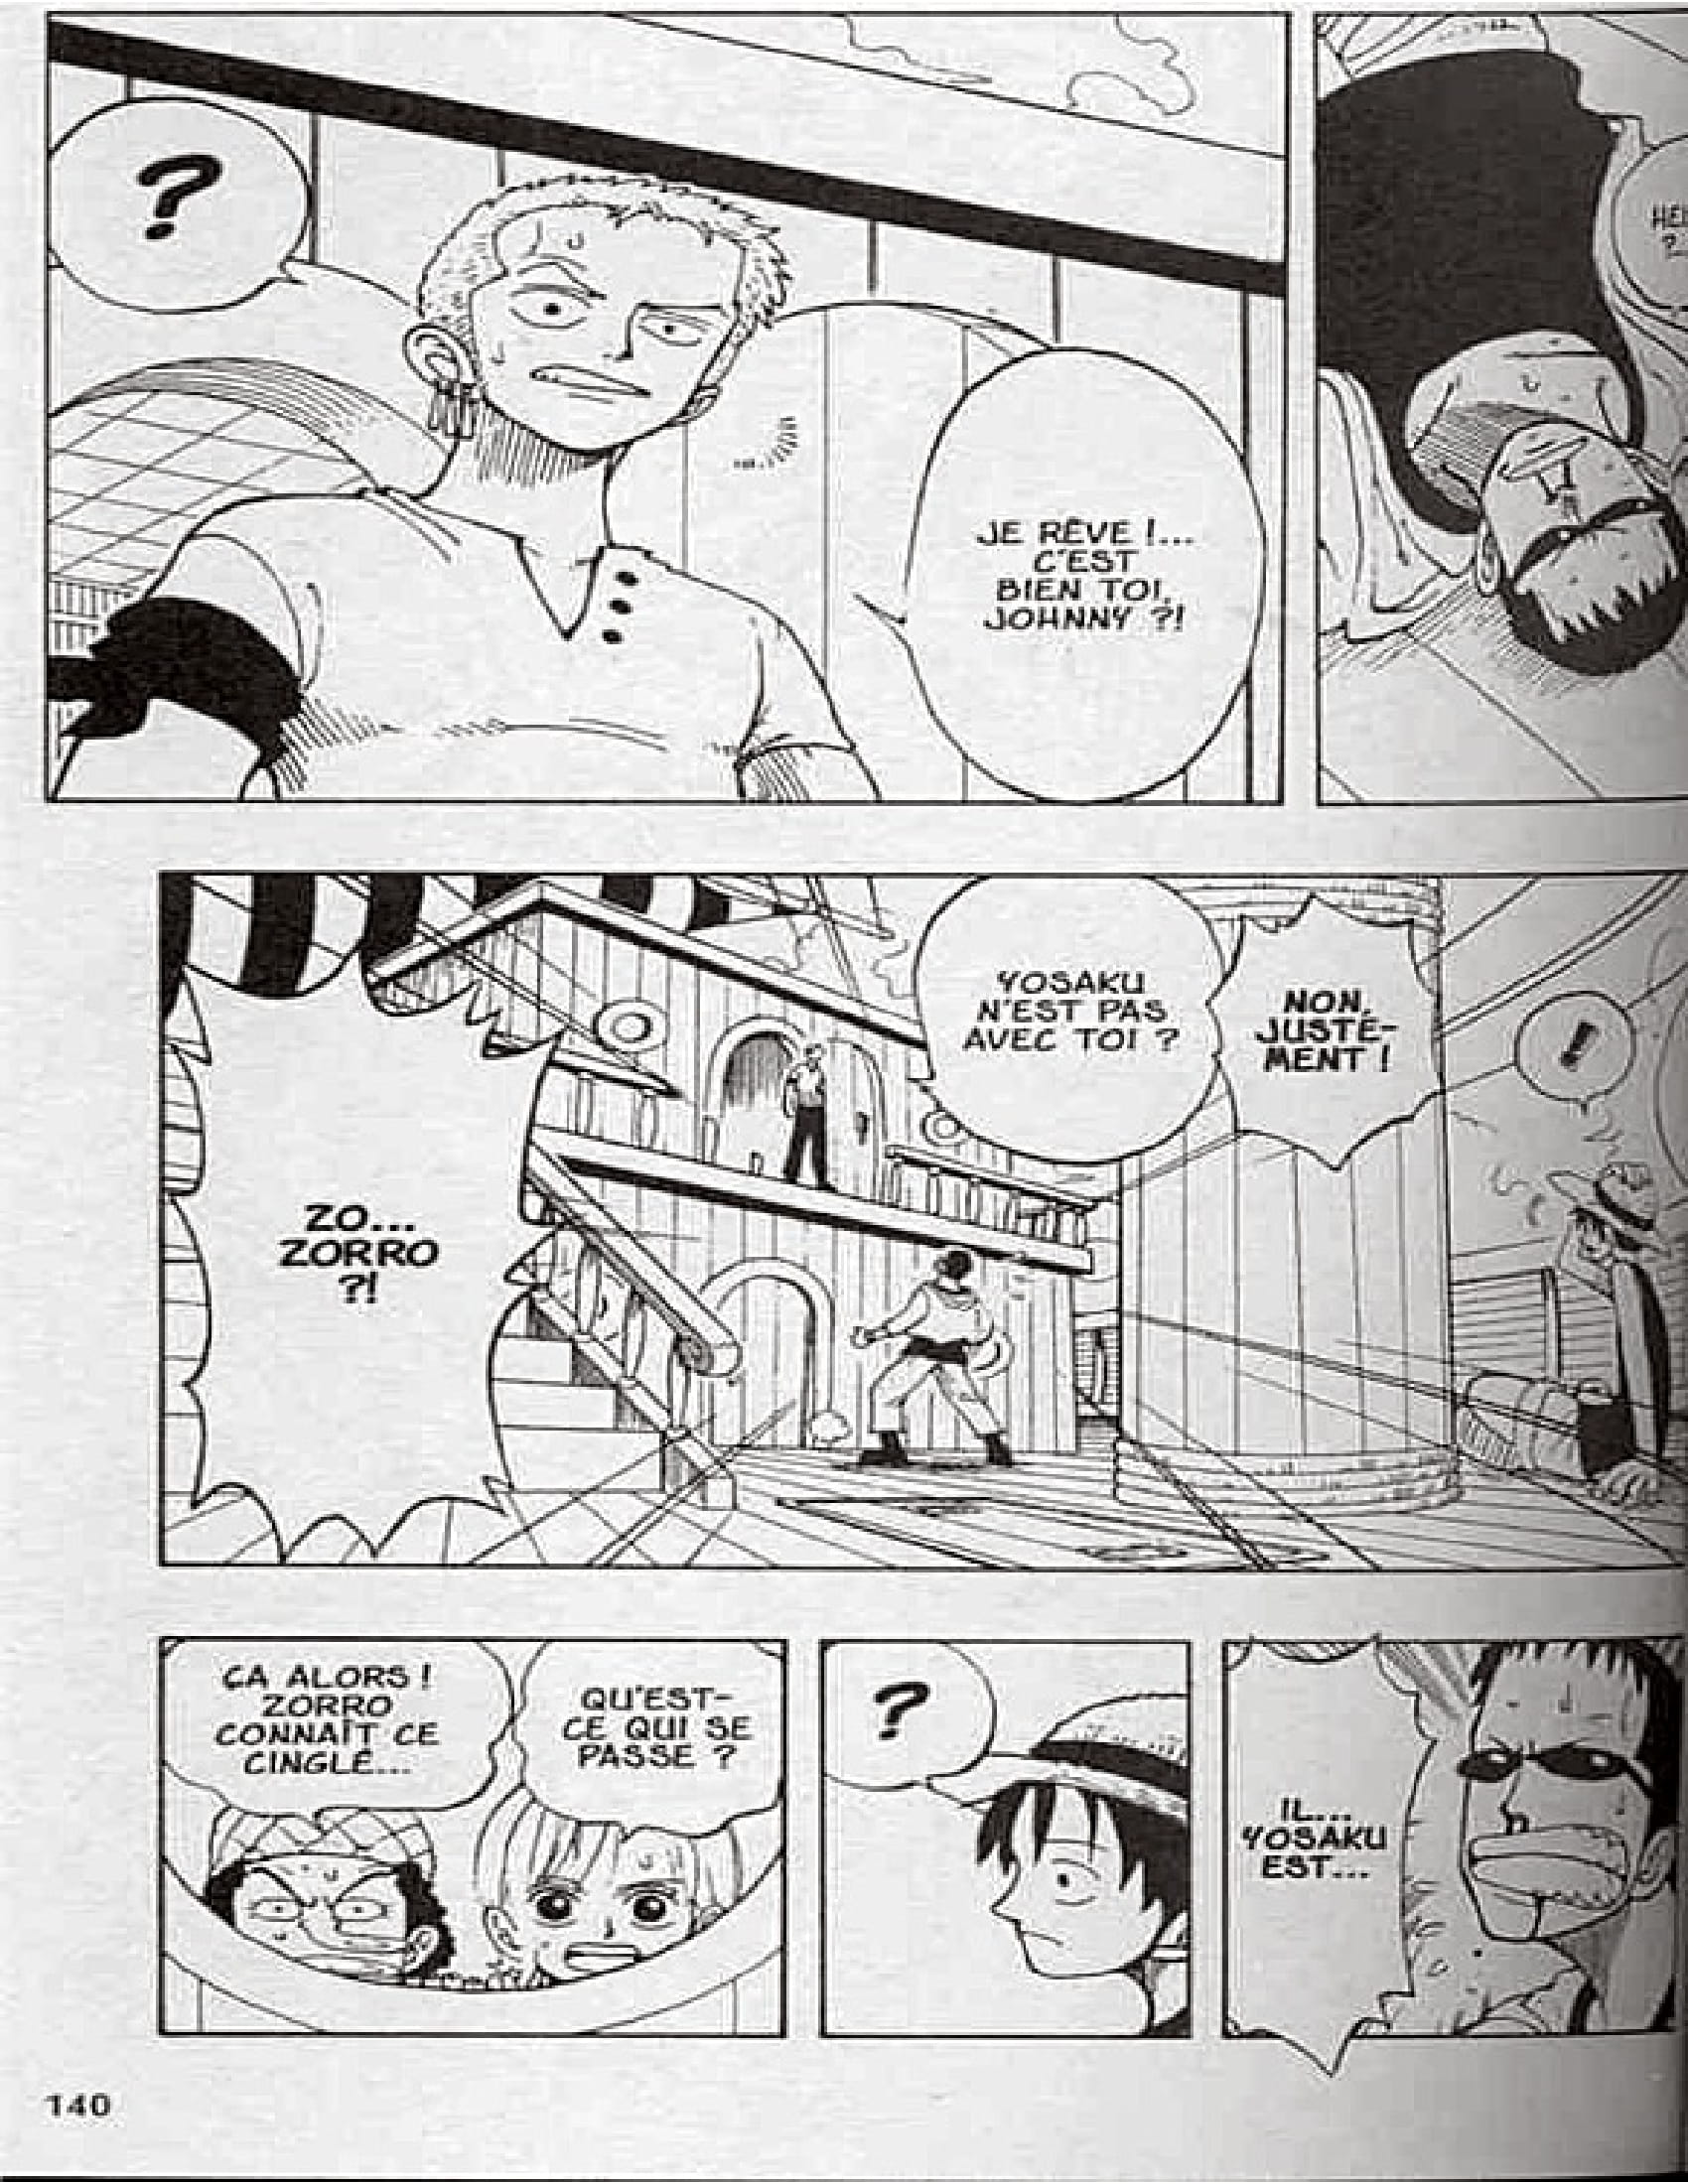 ?
JE RÊVE !...
C'EST
BIEN TOI,
JOHNNY ?!
ZO...
ZORRO
?!
YOSAKU
N'EST PAS
AVEC TOI ?
NON,
JUSTE-
MENT !
!
ÇA ALORS !
ZORRO
CONNAÎT CE
CINGLÉ...
QU'EST-
CE QUI SE
PASSE ?
?
IL...
YOSAKU
EST...
140